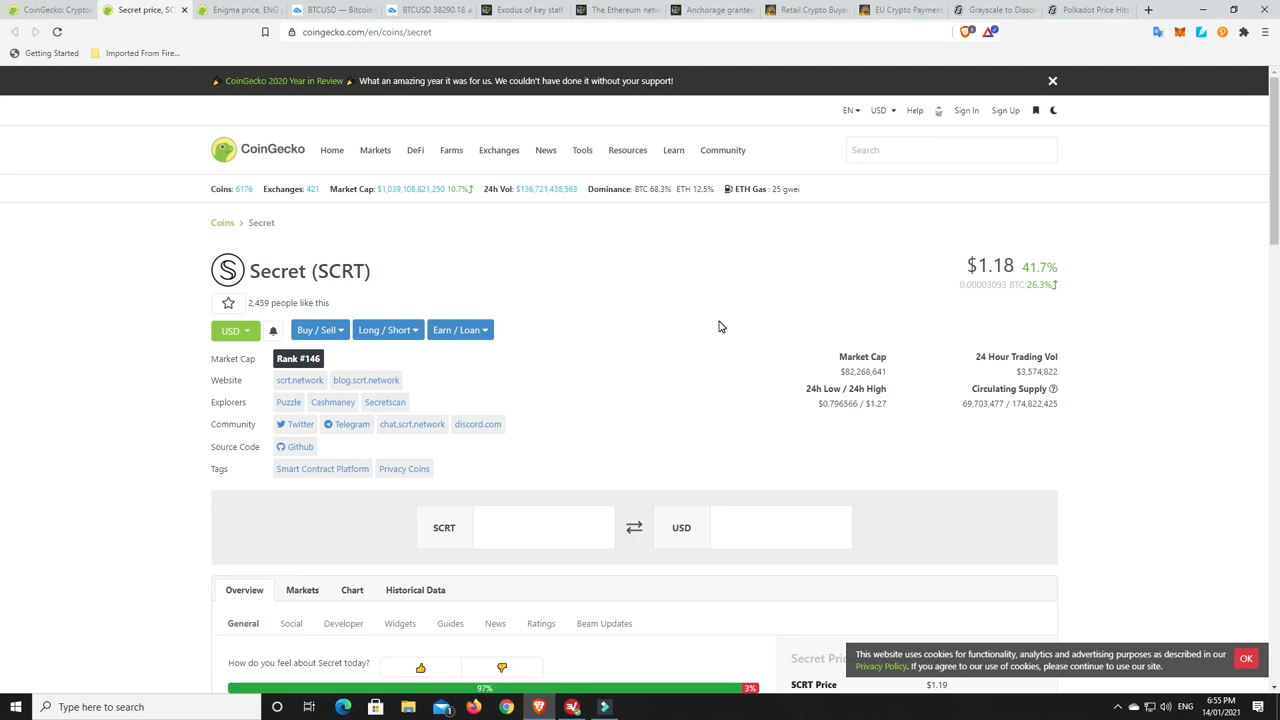 CoinGecko: Crypto
Secret price, SC
Enigma price, ENG
BTCUSD — Bitcoin
BTCUSD 38290.18
Exodus of key staff
The Ethereum netw
Anchorage granted
Retail Crypto Buyer
EU Crypto Payment
Grayscale to Dissol
Polkadot Price Hits
coingecko.com/en/coins/secret
Getting Started Imported From Fire...
CoinGecko 2020 Year in Review What an amazing year it was for us. We couldn't have done it without your support!
EN USD Help Sign In Sign Up
CoinGecko Home Markets DeFi Farms Exchanges News Tools Resources Learn Community Search
Coins: 6176 Exchanges: 421 Market Cap: $1,039,108,821,250 10.7% 24h Vol: $136,721,438,563 Dominance: BTC 68.3% ETH 12.5% ETH Gas : 25 gwei
Coins > Secret
S Secret (SCRT)
$1.18 41.7%
0.00003093 BTC 26.3%
2,459 people like this
USD Buy / Sell Long / Short Earn / Loan
Market Cap Rank #146
Website scrt.network blog.scrt.network
Explorers Puzzle Cashmaney Secretscan
Community Twitter Telegram chat.scrt.network discord.com
Source Code Github
Tags Smart Contract Platform Privacy Coins
Market Cap 24 Hour Trading Vol
$82,268,641 $3,574,822
24h Low / 24h High Circulating Supply
$0.796566 / $1.27 69,703,477 / 174,822,425
SCRT USD
Overview Markets Chart Historical Data
General Social Developer Widgets Guides News Ratings Beam Updates
How do you feel about Secret today?
97% 3%
Secret Pri
SCRT Price $1.19
This website uses cookies for functionality, analytics and advertising purposes as described in our
Privacy Policy. If you agree to our use of cookies, please continue to use our site.
OK
Type here to search
ENG
6:55 PM
14/01/2021